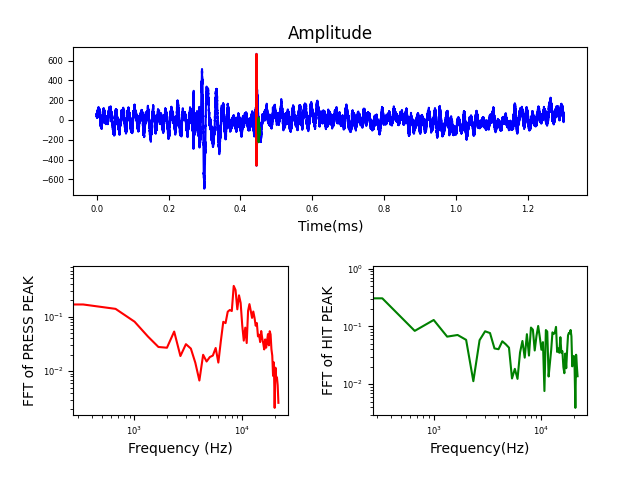 Amplitude
600
400
200
0
−200
−400
−600
0.0 0.2 0.4 0.6 0.8 1.0 1.2
Time(ms)
FFT of PRESS PEAK
10⁻¹
10⁻²
10³ 10⁴
Frequency (Hz)
FFT of HIT PEAK
10⁰
10⁻¹
10⁻²
10³ 10⁴
Frequency(Hz)